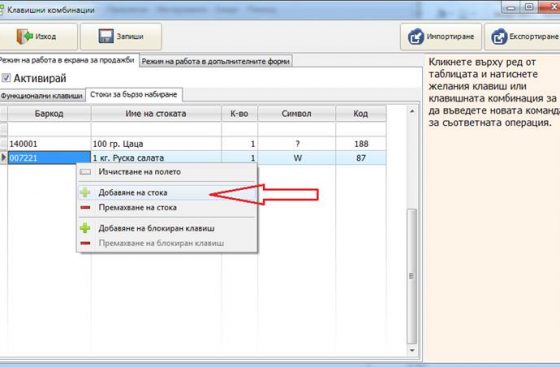 Клавишни комбинации
Изход
Запиши
Импортиране
Експортиране
Режим на работа в екрана за продажби
Режим на работа в допълнителните форми
Активирай
Функционални клавиши
Стоки за бързо набиране
Баркод
Име на стоката
К-во
Символ
Код
140001
100 гр. Цаца
1
?
188
007221
1 кг. Руска салата
1
W
87
Изчистване на полето
Добавяне на стока
Премахване на стока
Добавяне на блокиран клавиш
Премахване на блокиран клавиш
Кликнете върху ред от
таблицата и натиснете
желания клавиш или
клавишната комбинация за
да въведете новата команда
за съответната операция.